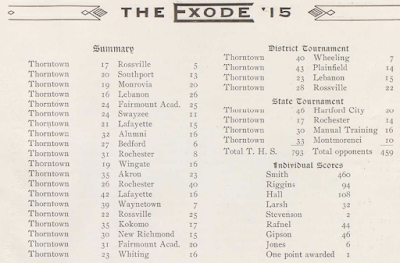 THE EXODE '15
Summary
Thorntown 17 Rossville 5
Thorntown 20 Southport 13
Thorntown 19 Monrovia 20
Thorntown 16 Lebanon 26
Thorntown 24 Fairmount Acad. 25
Thorntown 24 Swayzee 11
Thorntown 21 Lafayette 15
Thorntown 32 Alumni 16
Thorntown 27 Bedford 6
Thorntown 31 Rochester 8
Thorntown 19 Wingate 16
Thorntown 35 Akron 23
Thorntown 26 Rochester 40
Thorntown 42 Lafayette 16
Thorntown 39 Waynetown 7
Thorntown 22 Rossville 25
Thorntown 35 Kokomo 17
Thorntown 30 New Richmond 15
Thorntown 31 Fairmount Acad. 20
Thorntown 23 Whiting 16
District Tournament
Thorntown 40 Wheeling 7
Thorntown 43 Plainfield 14
Thorntown 23 Lebanon 15
Thorntown 28 Rossville 22
State Tournament
Thorntown 46 Hartford City 20
Thorntown 17 Rochester 14
Thorntown 30 Manual Training 16
Thorntown 33 Montmorenci 10
Total T. H. S. 793 Total opponents 459
Individual Scores
Smith 460
Riggins 94
Hall 108
Larsh 32
Stevenson 2
Rafnel 44
Gipson 46
Jones 6
One point awarded 1